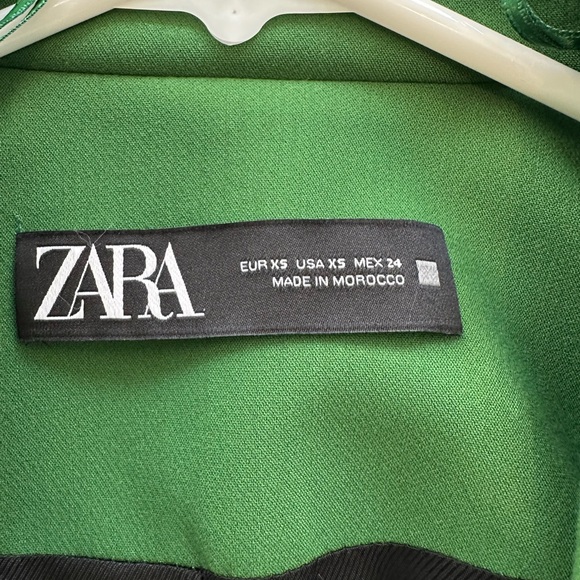 ZARA
EUR XS USA XS MEX 24
MADE IN MOROCCO